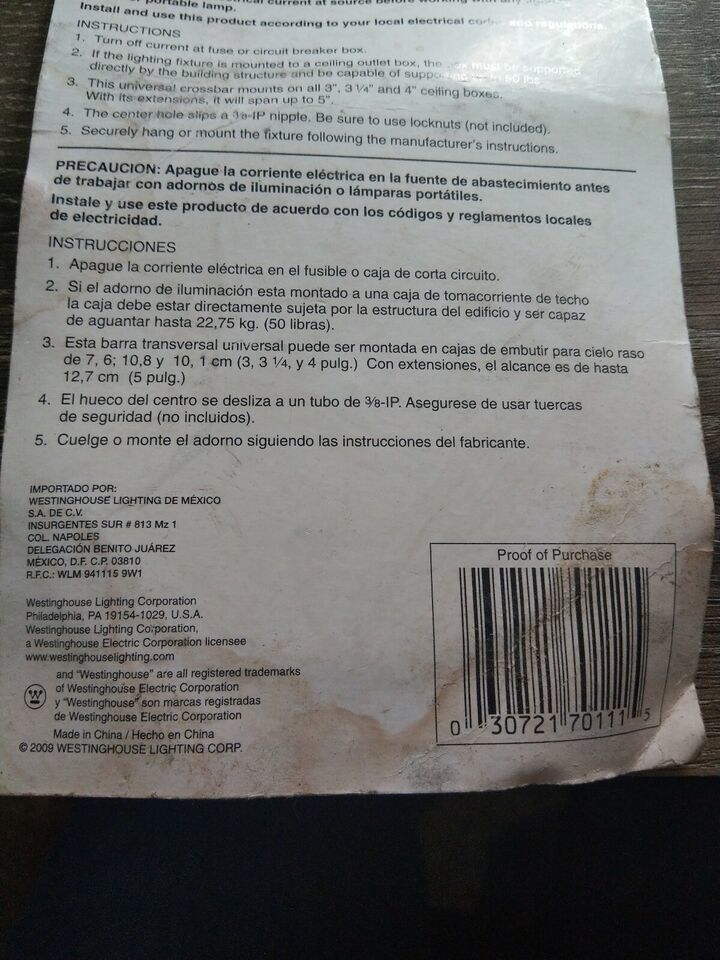 portable lamp.
Install and use this product according to your local electrical and regulations.
INSTRUCTIONS
1. Turn off current at fuse or circuit breaker box.
2. If the lighting fixture is mounted to a ceiling outlet box, the must be supported
directly by the building structure and be capable of 50 lbs
3. This universal crossbar mounts on all 3", 3 1/4" and 4" ceiling boxes.
With its extensions, it will span up to 5".
4. The center hole slips a -IP nipple. Be sure to use locknuts (not included).
5. Securely hang or mount the fixture following the manufacturer's instructions.
PRECAUCION: Apague la corriente eléctrica en la fuente de abastecimiento antes
de trabajar con adornos de iluminación o lámparas portátiles.
Instale y use este producto de acuerdo con los códigos y reglamentos locales
de electricidad.
INSTRUCCIONES
1. Apague la corriente eléctrica en el fusible o caja de corta circuito.
2. Si el adorno de iluminación esta montado a una caja de tomacorriente de techo
la caja debe estar directamente sujeta por la estructura del edificio y ser capaz
de aguantar hasta 22,75 kg. (50 libras).
3. Esta barra transversal universal puede ser montada en cajas de embutir para cielo raso
de 7, 6; 10,8 y 10, 1 cm (3, 3 1/4, y 4 pulg.) Con extensiones, el alcance es de hasta
12,7 cm (5 pulg.)
4. El hueco del centro se desliza a un tubo de 3/8-IP. Asegurese de usar tuercas
de seguridad (no incluidos).
5. Cuelge o monte el adorno siguiendo las instrucciones del fabricante.
IMPORTADO POR:
WESTINGHOUSE LIGHTING DE MÉXICO
S.A. DE C.V.
INSURGENTES SUR # 813 Mz 1
COL. NAPOLES
DELEGACIÓN BENITO JUÁREZ
MÉXICO, D.F. C.P. 03810
R.F.C.: WLM 941115 9W1
Westinghouse Lighting Corporation
Philadelphia, PA 19154-1029, U.S.A.
Westinghouse Lighting Corporation,
a Westinghouse Electric Corporation licensee
www.westinghouselighting.com
W and "Westinghouse" are all registered trademarks
of Westinghouse Electric Corporation
y "Westinghouse" son marcas registradas
de Westinghouse Electric Corporation
Made in China / Hecho en China
© 2009 WESTINGHOUSE LIGHTING CORP.
Proof of Purchase
0 30721 70111 5